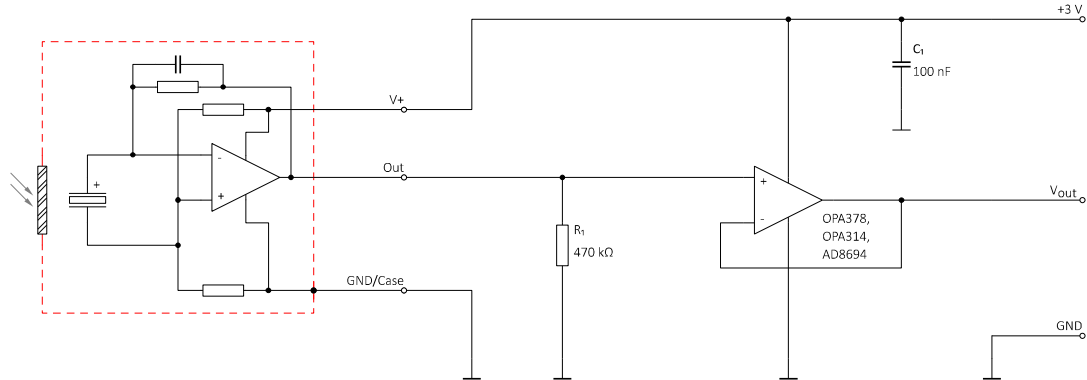 +3 V
C₁
100 nF
V+
-
Out
+
+
+
Vout
-
OPA378,
OPA314,
AD8694
R₁
470 kΩ
GND/Case
GND